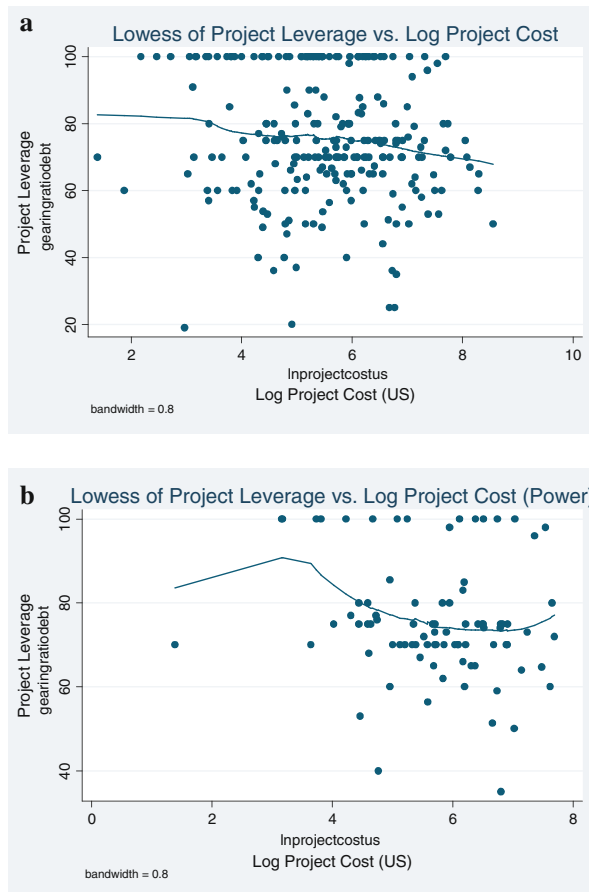 a
Lowess of Project Leverage vs. Log Project Cost
Project Leverage
gearingratiodebt
100
80
60
40
20
2 4 6 8 10
lnprojectcostus
Log Project Cost (US)
bandwidth = 0.8
b
Lowess of Project Leverage vs. Log Project Cost (Power)
Project Leverage
gearingratiodebt
100
80
60
40
0 2 4 6 8
lnprojectcostus
Log Project Cost (US)
bandwidth = 0.8